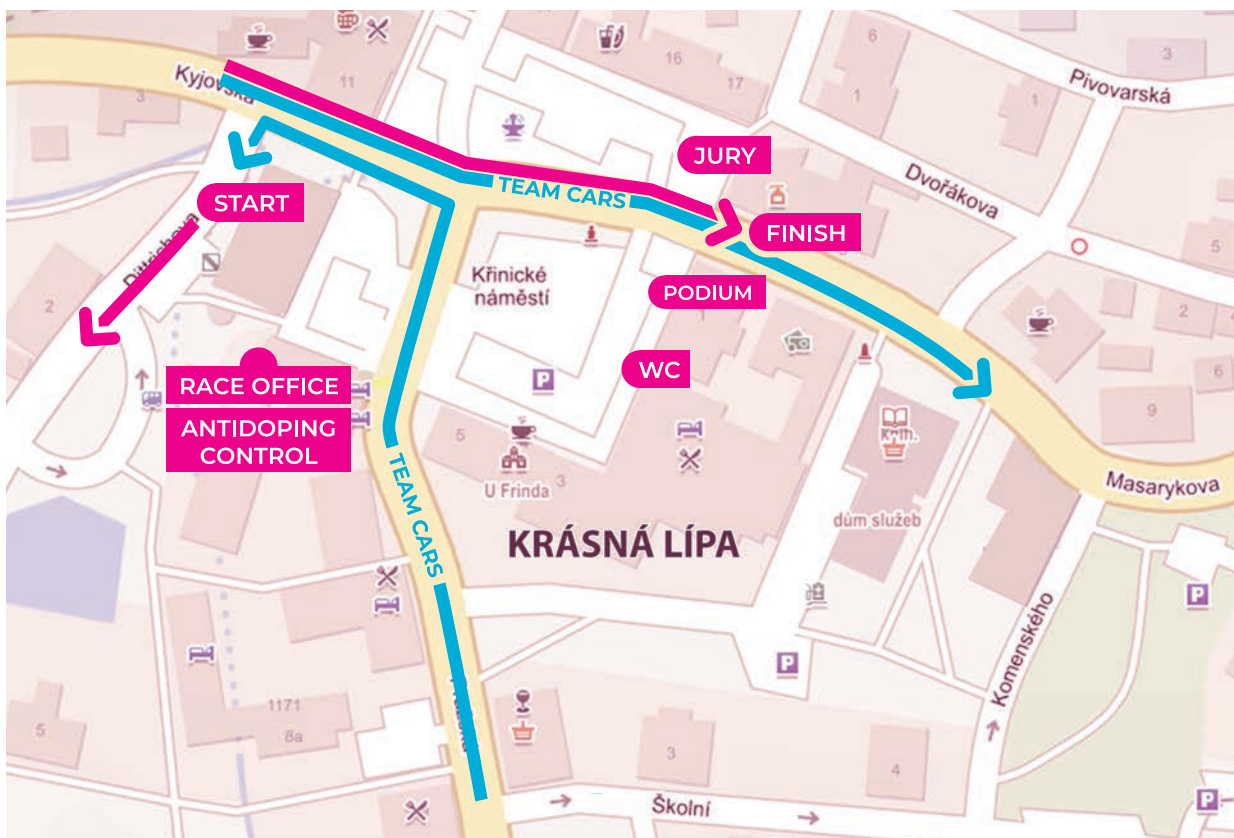 Kyjovská
3
11
16
17
6
1
1
3
Pivovarská
JURY
Dvořákova
TEAM CARS
START
FINISH
5
2
Křinické
náměstí
PODIUM
1
2
WC
6
RACE OFFICE
9
ANTIDOPING
CONTROL
5
Knih.
TEAM CARS
U Frinda
3
Masarykova
dům služeb
KRÁSNÁ LÍPA
P
P
P
Komenského
1171
8a
5
3
4
Školní
P